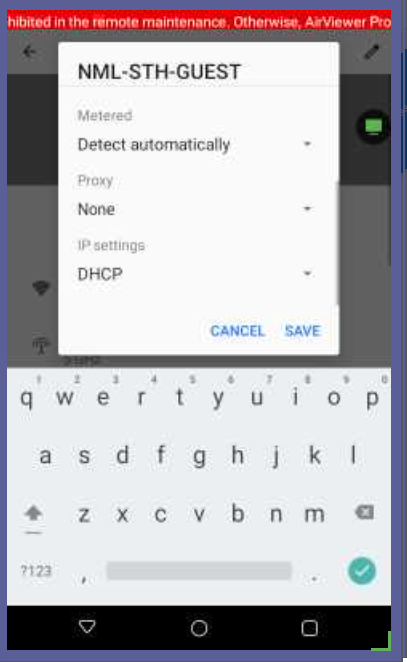 hibited in the remote maintenance. Otherwise, AirViewer Pro
NML-STH-GUEST
Metered
Detect automatically
Proxy
None
IP settings
DHCP
CANCEL SAVE
1 2 3 4 5 6 7 8 9 0
q w e r t y u i o p
a s d f g h j k l
z x c v b n m
?123 , .